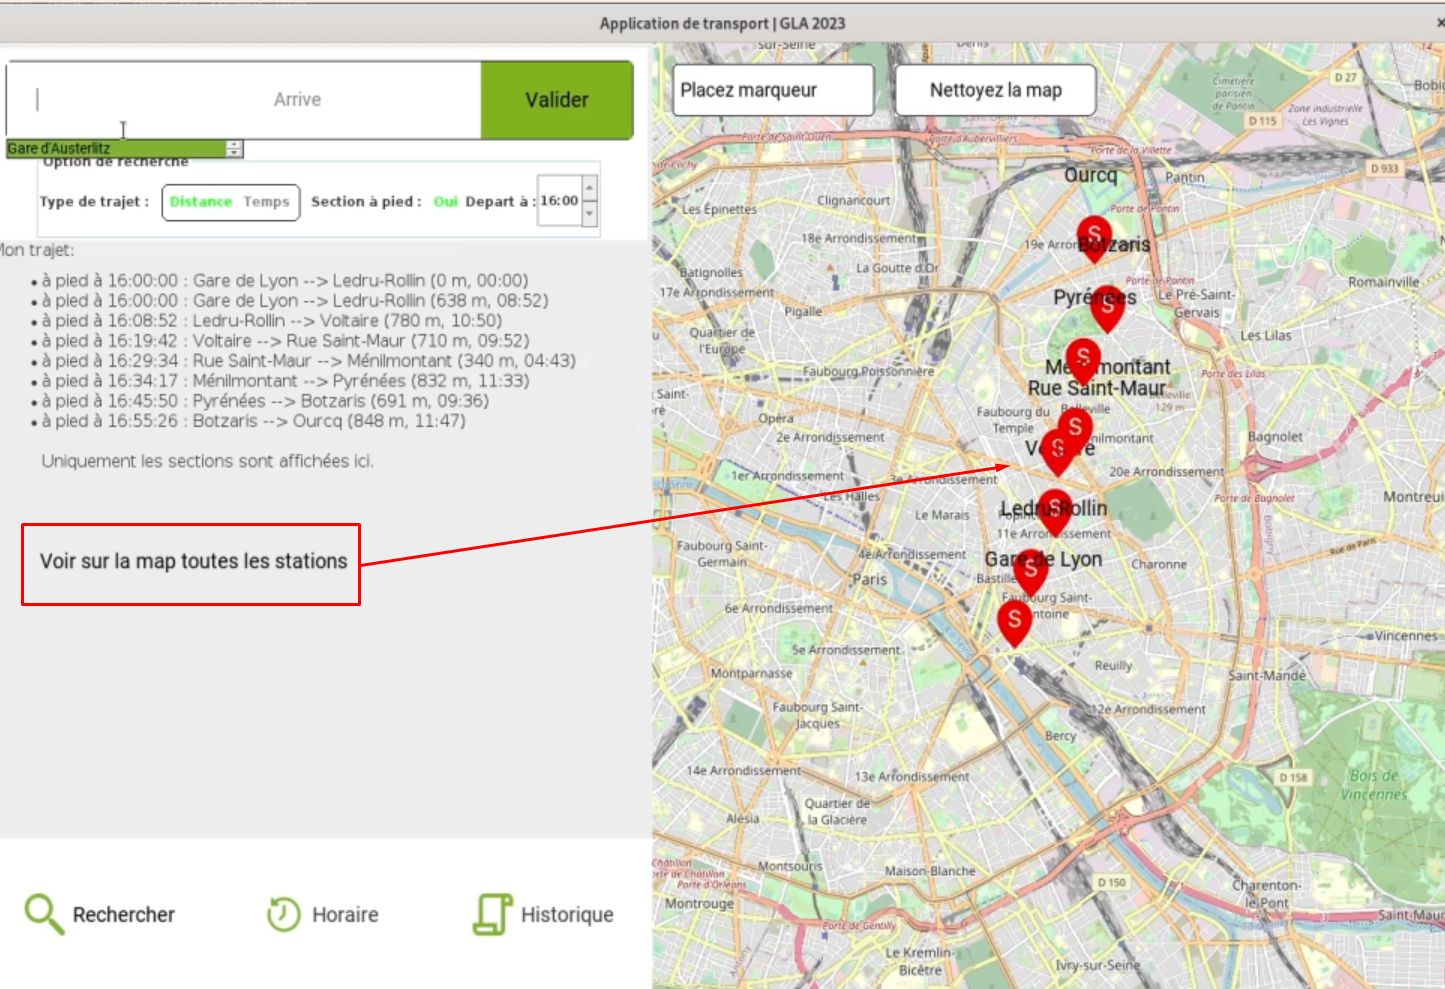 Application de transport | GLA 2023
Arrive
Valider
Gare d'Austerlitz
Option de recherche
Type de trajet :
Distance
Temps
Section à pied :
Oui
Depart à :
16:00
Mon trajet:
à pied à 16:00:00 : Gare de Lyon --> Ledru-Rollin (0 m, 00:00)
à pied à 16:00:00 : Gare de Lyon --> Ledru-Rollin (638 m, 08:52)
à pied à 16:08:52 : Ledru-Rollin --> Voltaire (780 m, 10:50)
à pied à 16:19:42 : Voltaire --> Rue Saint-Maur (710 m, 09:52)
à pied à 16:29:34 : Rue Saint-Maur --> Ménilmontant (340 m, 04:43)
à pied à 16:34:17 : Ménilmontant --> Pyrénées (832 m, 11:33)
à pied à 16:45:50 : Pyrénées --> Botzaris (691 m, 09:36)
à pied à 16:55:26 : Botzaris --> Ourcq (848 m, 11:47)
Uniquement les sections sont affichées ici.
Voir sur la map toutes les stations
Rechercher
Horaire
Historique
Placez marqueur
Nettoyez la map
Cimetière
parisien
de Pantin
D 27
Zone industrielle
Les Vignes
D 115
Porte de Saint-Ouen
d'Aubervilliers
Porte de la Villette
D 933
Ourcq
Pantin
Les Épinettes
Clignancourt
Porte de Pantin
18e Arrondissement
S
Botzaris
Batignolles
La Goutte d'Or
Porte de Pantin
Romainville
17e Arrondissement
Pyrénées
S
Le Pré-Saint-
Gervais
Pigalle
Quartier de
l'Europe
Les Lilas
Faubourg Poissonnière
S
Ménilmontant
Porte des Lilas
Rue Saint-Maur
Belleville
129 m
Opéra
Faubourg du
Temple
Belleville
S
2e Arrondissement
Bagnolet
Voltaire
S
1er Arrondissement
3e Arrondissement
20e Arrondissement
Les Halles
Porte de Bagnolet
Le Marais
Ledru-Rollin
S
11e Arrondissement
Faubourg Saint-
Germain
4e Arrondissement
Gare de Lyon
S
Rue de Paris
Charonne
Paris
Bastille
6e Arrondissement
Faubourg Saint-
S
5e Arrondissement
Vincennes
Reuilly
Montparnasse
Saint-Mandé
Faubourg Saint-
Jacques
12e Arrondissement
Bercy
14e Arrondissement
13e Arrondissement
D 158
Bois de
Vincennes
Quartier de
la Glacière
Alésia
Montsouris
Maison-Blanche
Châtillon
Porte de Châtillon
Porte d'Orléans
D 150
Charenton-
le-Pont
Montrouge
Porte de Gentilly
Le Kremlin-
Bicêtre
Ivry-sur-Seine